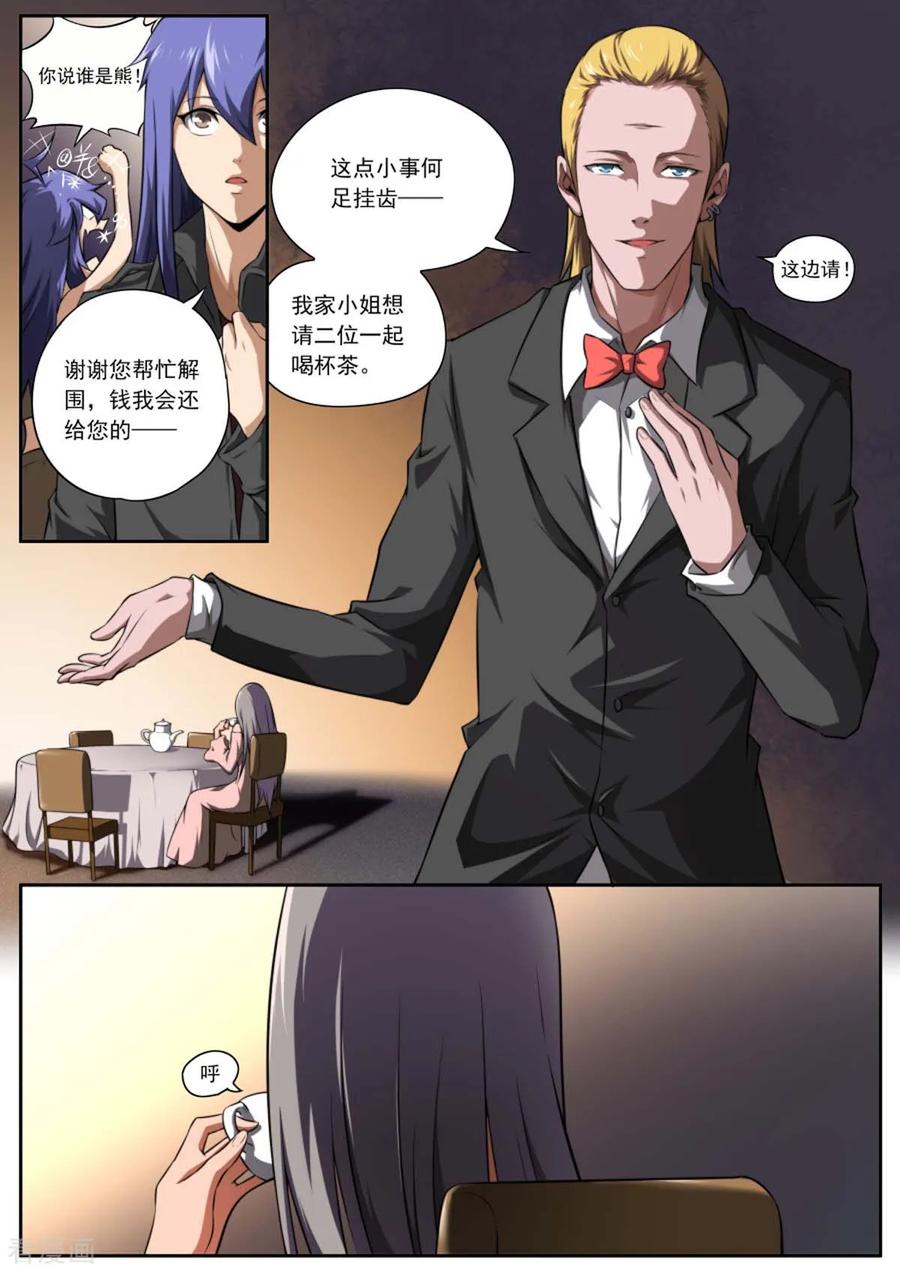 你说谁是熊!
@半
谢谢您帮忙解
围，钱我会还
给您的——
这点小事何
足挂齿——
我家小姐想
请二位一起
喝杯茶。
这边请!
呼
看漫画